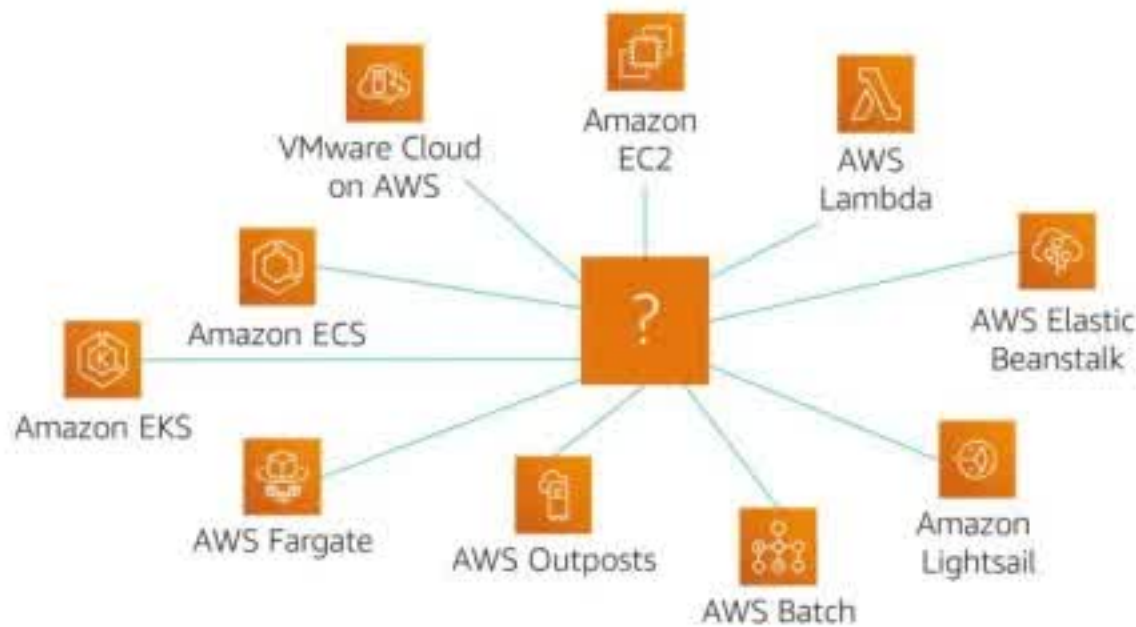 VMware Cloud
on AWS
Amazon
EC2
AWS
Lambda
Amazon ECS
?
AWS Elastic
Beanstalk
K
Amazon EKS
AWS Fargate
AWS Outposts
AWS Batch
Amazon
Lightsail